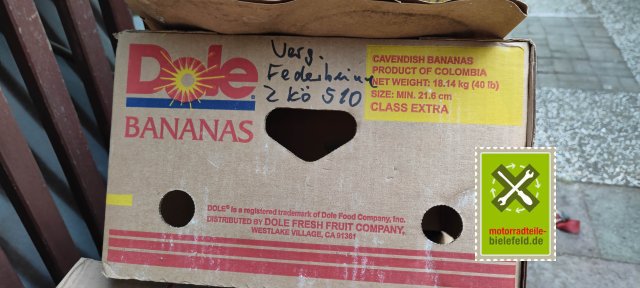 Dole
BANANAS
Verg.
Federbeine
2 Kö 510
CAVENDISH BANANAS
PRODUCT OF COLOMBIA
NET WEIGHT: 18.14 kg (40 lb)
SIZE: MIN. 21.6 cm
CLASS EXTRA
DOLE® is a registered trademark of Dole Food Company, Inc.
DISTRIBUTED BY DOLE FRESH FRUIT COMPANY,
WESTLAKE VILLAGE, CA 91361
motorradteile-
bielefeld.de